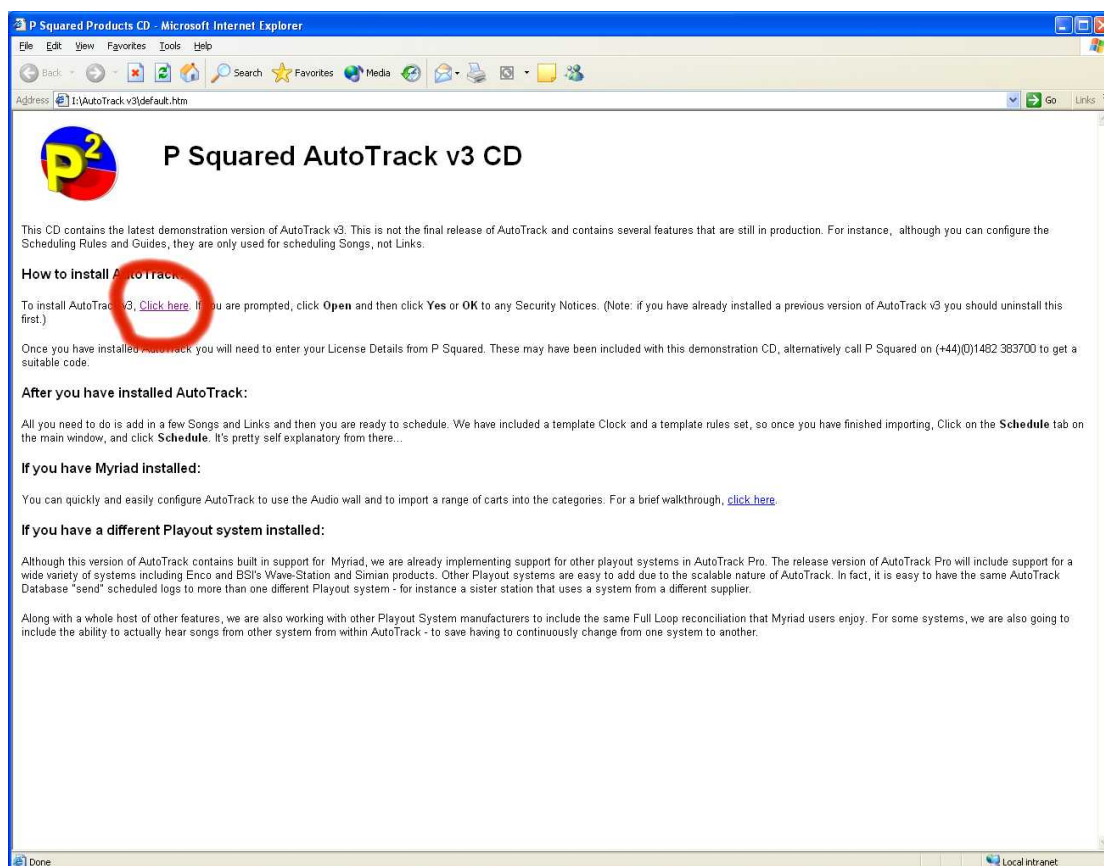 P Squared Products CD - Microsoft Internet Explorer
File Edit View Favorites Tools Help
Back Search Favorites Media
Address I:\AutoTrack v3\default.htm Go Links
P2 P Squared AutoTrack v3 CD
This CD contains the latest demonstration version of AutoTrack v3. This is not the final release of AutoTrack and contains several features that are still in production. For instance, although you can configure the
Scheduling Rules and Guides, they are only used for scheduling Songs, not Links.
How to install AutoTrack:
To install AutoTrack v3, Click here. If you are prompted, click Open and then click Yes or OK to any Security Notices. (Note: if you have already installed a previous version of AutoTrack v3 you should uninstall this
first.)
Once you have installed AutoTrack you will need to enter your License Details from P Squared. These may have been included with this demonstration CD, alternatively call P Squared on (+44)(0)1482 383700 to get a
suitable code.
After you have installed AutoTrack:
All you need to do is add in a few Songs and Links and then you are ready to schedule. We have included a template Clock and a template rules set, so once you have finished importing, Click on the Schedule tab on
the main window, and click Schedule. It's pretty self explanatory from there...
If you have Myriad installed:
You can quickly and easily configure AutoTrack to use the Audio wall and to import a range of carts into the categories. For a brief walkthrough, click here.
If you have a different Playout system installed:
Although this version of AutoTrack contains built in support for Myriad, we are already implementing support for other playout systems in AutoTrack Pro. The release version of AutoTrack Pro will include support for a
wide variety of systems including Enco and BSI's Wave-Station and Simian products. Other Playout systems are easy to add due to the scalable nature of AutoTrack. In fact, it is easy to have the same AutoTrack
Database "send" scheduled logs to more than one different Playout system - for instance a sister station that uses a system from a different supplier.
Along with a whole host of other features, we are also working with other Playout System manufacturers to include the same Full Loop reconciliation that Myriad users enjoy. For some systems, we are also going to
include the ability to actually hear songs from other system from within AutoTrack - to save having to continuously change from one system to another.
Done Local intranet